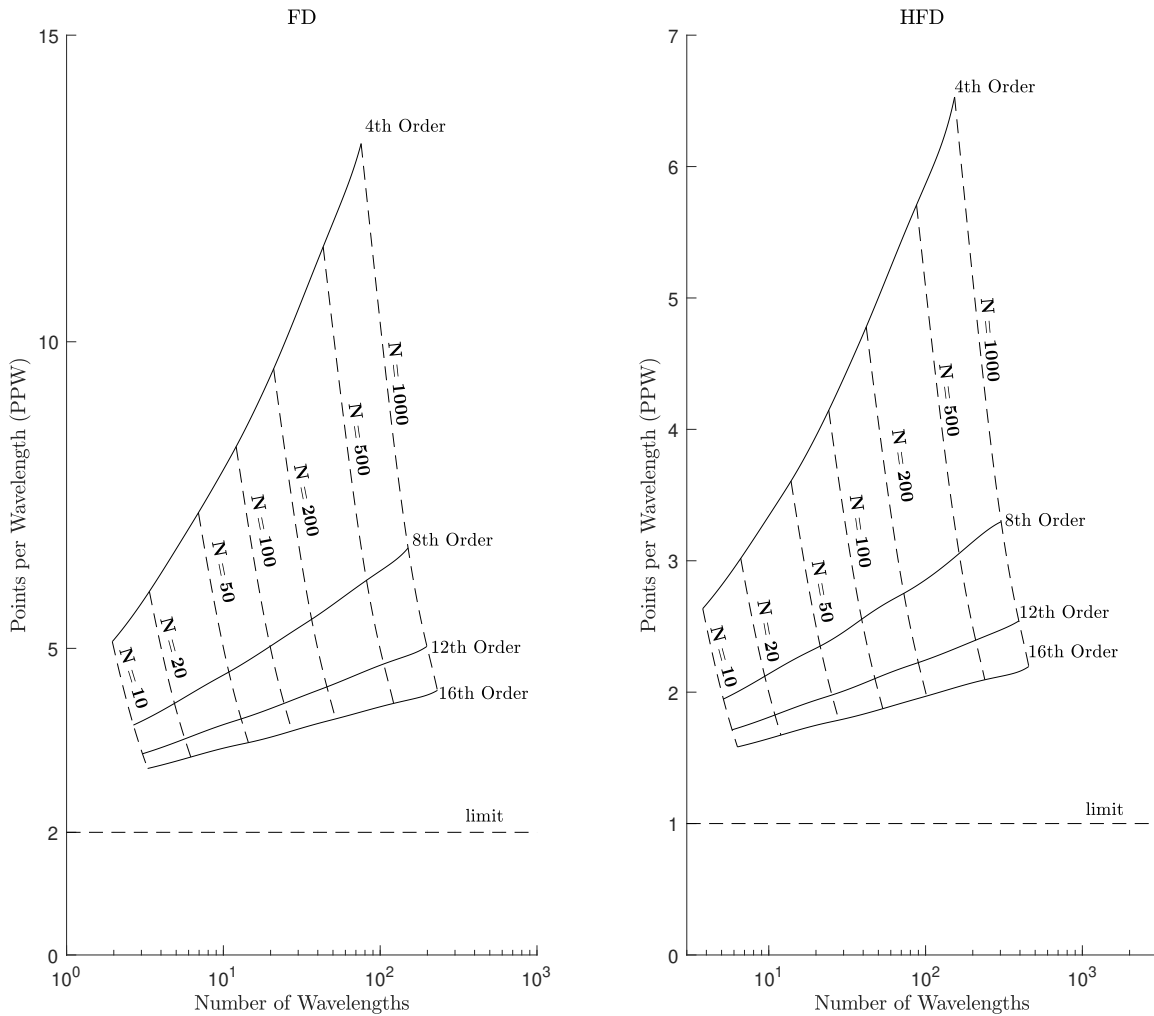 FD
15
10
5
2
0
Points per Wavelength (PPW)
4th Order
8th Order
12th Order
16th Order
N = 10
N = 20
N = 50
N = 100
N = 200
N = 500
N = 1000
limit
10^0
10^1
10^2
10^3
Number of Wavelengths
HFD
7
6
5
4
3
2
1
0
Points per Wavelength (PPW)
4th Order
8th Order
12th Order
16th Order
N = 10
N = 20
N = 50
N = 100
N = 200
N = 500
N = 1000
limit
10^1
10^2
10^3
Number of Wavelengths